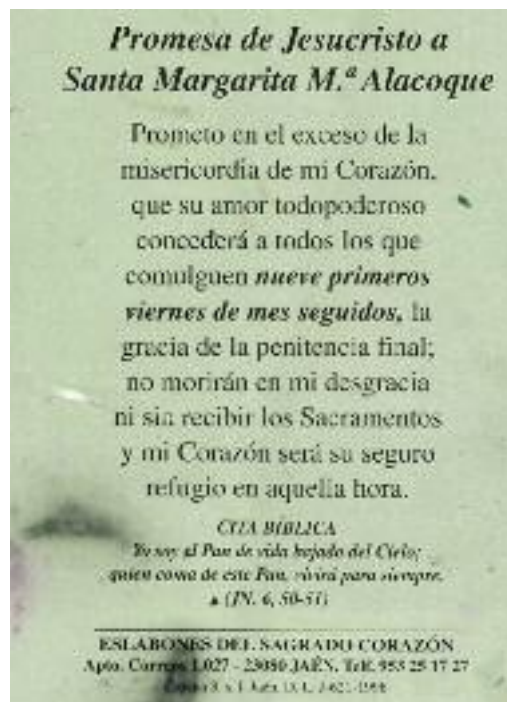 Promesa de Jesucristo a
Santa Margarita M.ª Alacoque
Prometo en el exceso de la
misericordia de mi Corazón,
que su amor todopoderoso
concederá a todos los que
comulguen nueve primeros
viernes de mes seguidos, la
gracia de la penitencia final;
no morirán en mi desgracia
ni sin recibir los Sacramentos
y mi Corazón será su seguro
refugio en aquella hora.
CITA BIBLICA
Yo soy el Pan de vida bajado del Cielo;
quien coma de este Pan, vivirá para siempre.
(JN. 6, 50-51)
ESLABONES DEL SAGRADO CORAZÓN
Apto. Correos 1.027 - 23080 JAÉN. Telf. 953 25 17 27
Jaén. D. L. J-621-1998